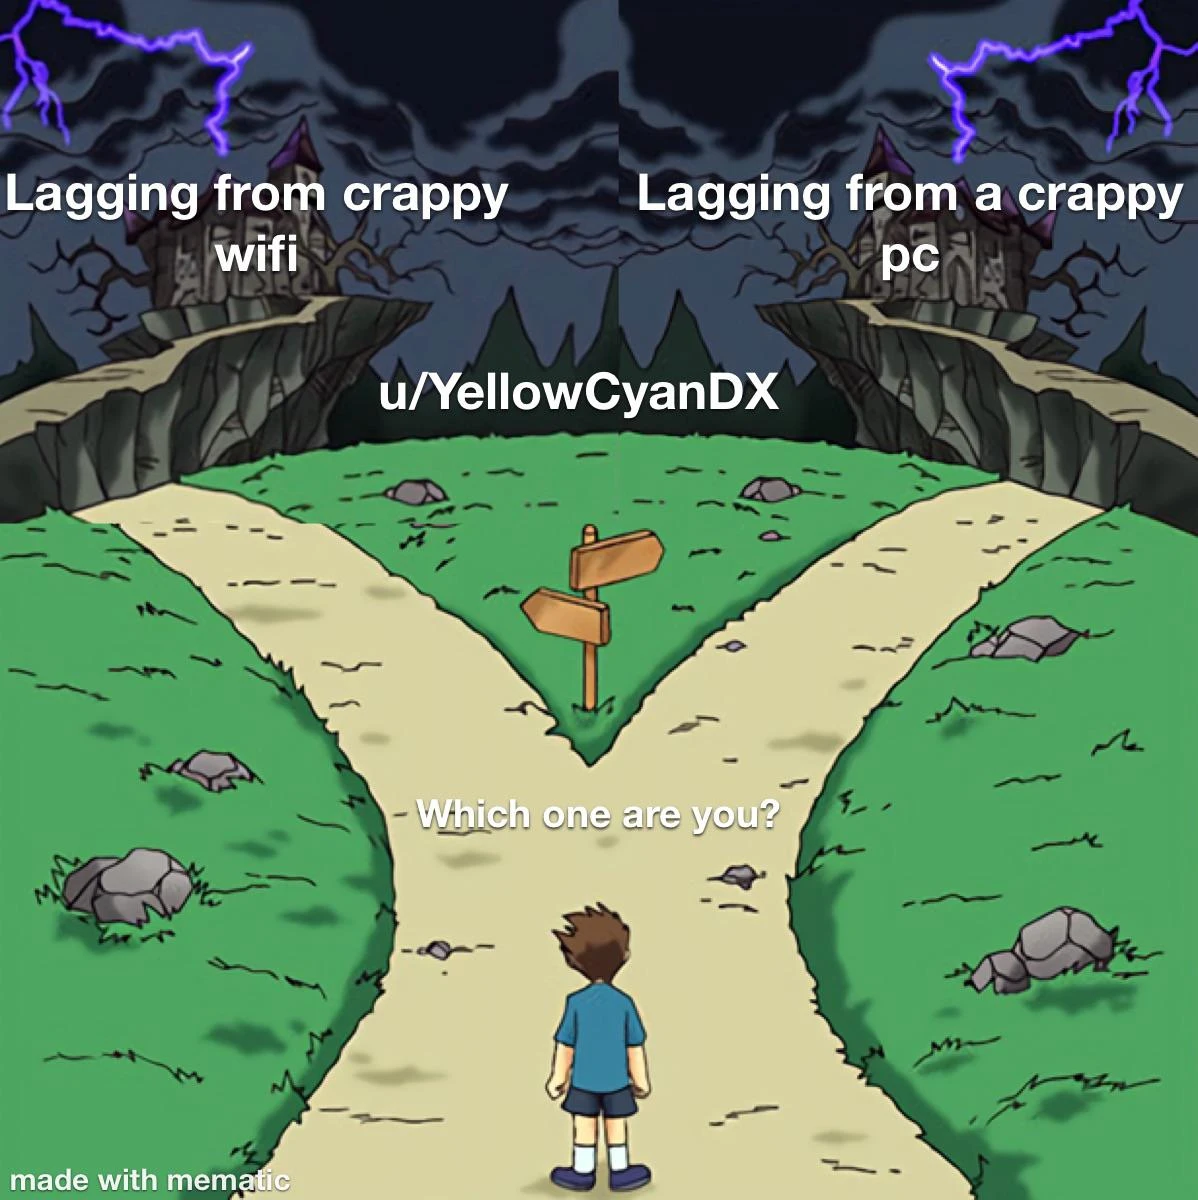 Lagging from crappy
wifi
Lagging from a crappy
pc
u/YellowCyanDX
Which one are you?
made with mematic